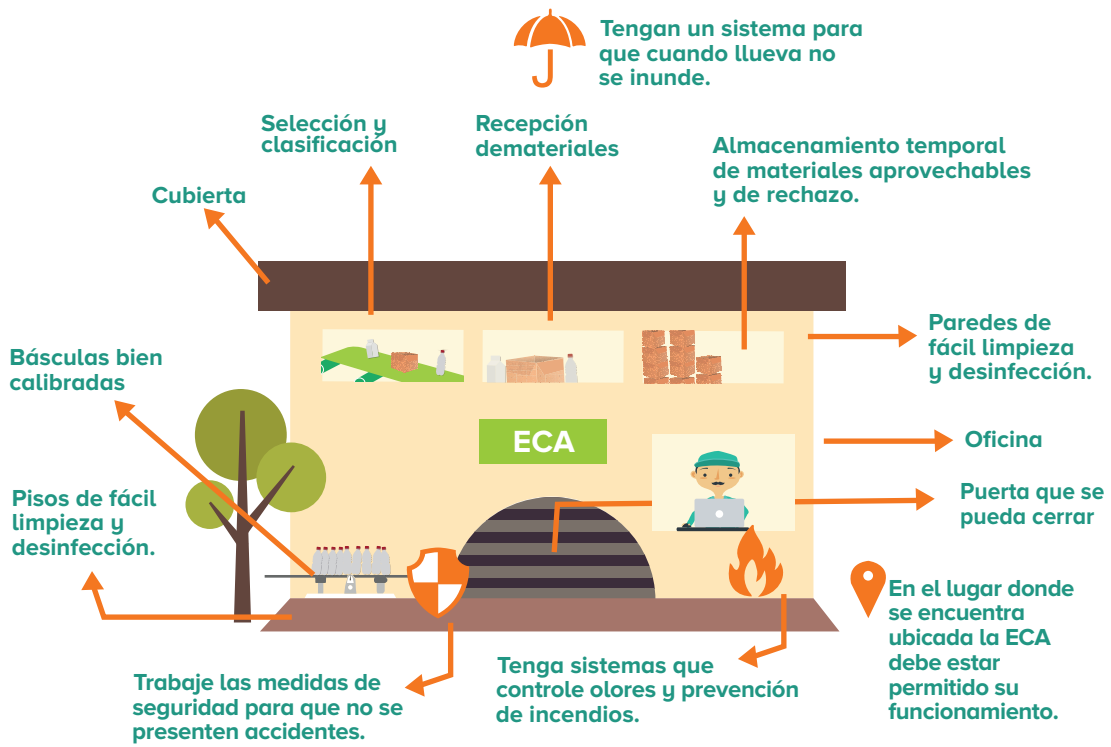 Tengan un sistema para
que cuando llueva no
se inunde.
Selección y
clasificación
Recepción
demateriales
Almacenamiento temporal
de materiales aprovechables
y de rechazo.
Cubierta
Paredes de
fácil limpieza
y desinfección.
Básculas bien
calibradas
ECA
Oficina
Pisos de fácil
limpieza y
desinfección.
Puerta que se
pueda cerrar
En el lugar donde
se encuentra
ubicada la ECA
debe estar
permitido su
funcionamiento.
Trabaje las medidas de
seguridad para que no se
presenten accidentes.
Tenga sistemas que
controle olores y prevención
de incendios.